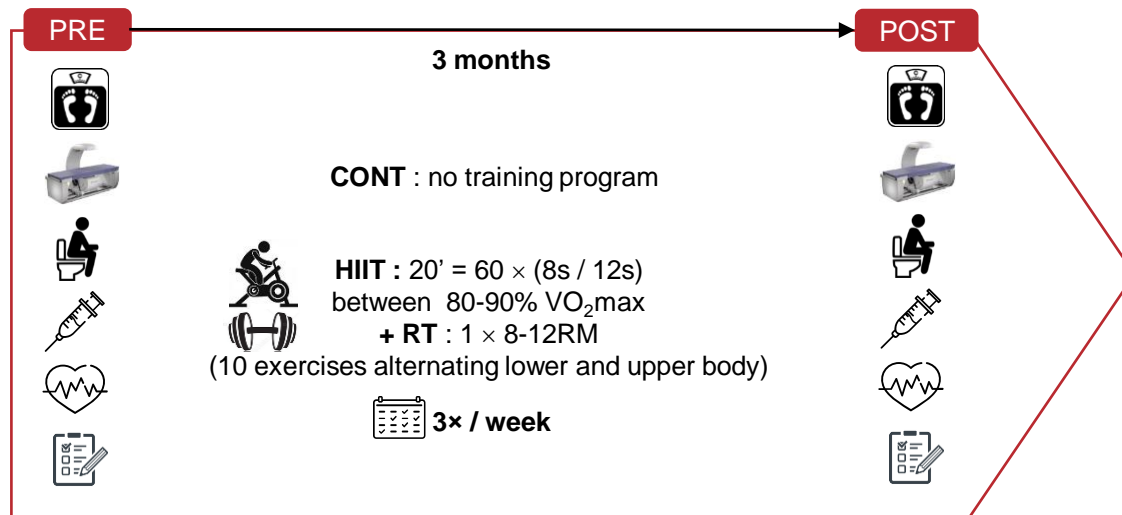 PRE
POST
3 months
CONT : no training program
HIIT : 20’ = 60 × (8s / 12s)
between 80-90% VO₂max
+ RT : 1 × 8-12RM
(10 exercises alternating lower and upper body)
3× / week